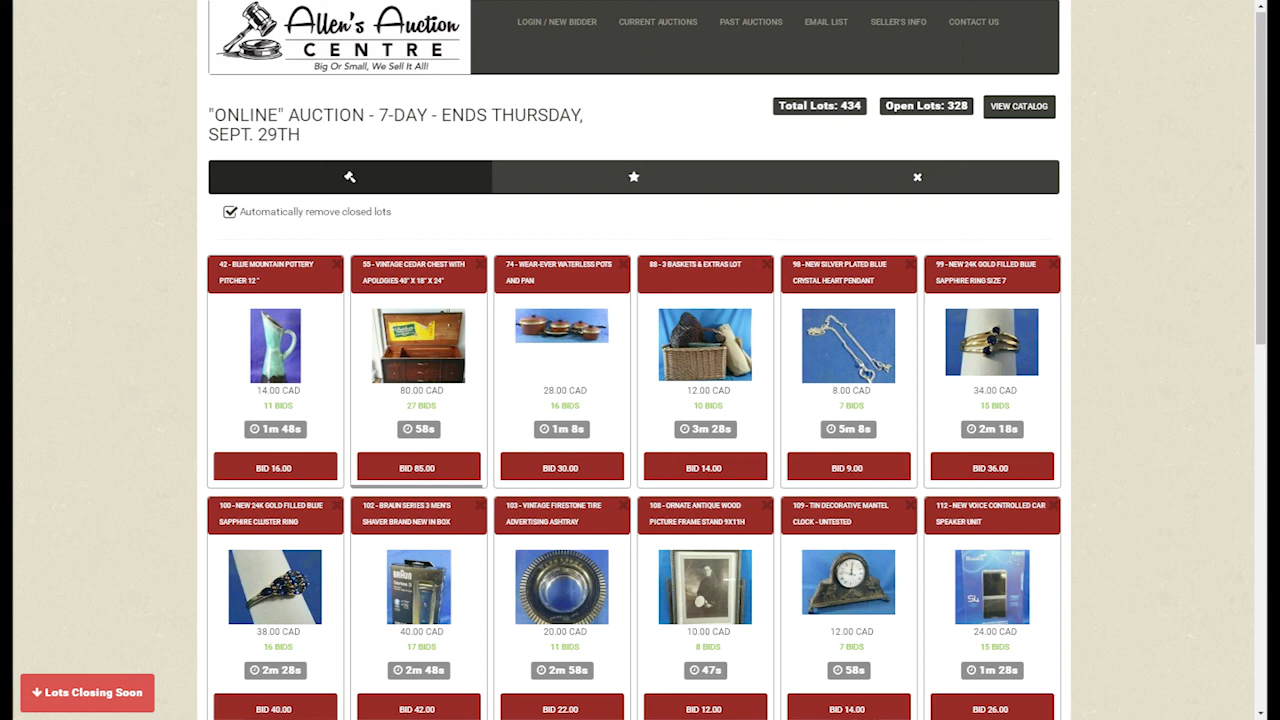 Allen's Auction
CENTRE
Big Or Small, We Sell It All!
LOGIN / NEW BIDDER CURRENT AUCTIONS PAST AUCTIONS EMAIL LIST SELLER'S INFO CONTACT US
"ONLINE" AUCTION - 7-DAY - ENDS THURSDAY,
SEPT. 29TH
Total Lots: 434 Open Lots: 328 VIEW CATALOG
Automatically remove closed lots
42 - BLUE MOUNTAIN POTTERY
PITCHER 12 "
14.00 CAD
11 BIDS
1m 48s
BID 16.00
55 - VINTAGE CEDAR CHEST WITH
APOLOGIES 40" X 18" X 24"
80.00 CAD
27 BIDS
58s
BID 85.00
74 - WEAR-EVER WATERLESS POTS
AND PAN
28.00 CAD
16 BIDS
1m 8s
BID 30.00
88 - 3 BASKETS & EXTRAS LOT
12.00 CAD
10 BIDS
3m 28s
BID 14.00
98 - NEW SILVER PLATED BLUE
CRYSTAL HEART PENDANT
8.00 CAD
7 BIDS
5m 8s
BID 9.00
99 - NEW 24K GOLD FILLED BLUE
SAPPHIRE RING SIZE 7
34.00 CAD
15 BIDS
2m 18s
BID 36.00
100 - NEW 24K GOLD FILLED BLUE
SAPPHIRE CLUSTER RING
38.00 CAD
16 BIDS
2m 28s
BID 40.00
102 - BRAUN SERIES 3 MEN'S
SHAVER BRAND NEW IN BOX
BRAUN
Series 3
40.00 CAD
17 BIDS
2m 48s
BID 42.00
103 - VINTAGE FIRESTONE TIRE
ADVERTISING ASHTRAY
20.00 CAD
11 BIDS
2m 58s
BID 22.00
108 - ORNATE ANTIQUE WOOD
PICTURE FRAME STAND 9X11H
10.00 CAD
8 BIDS
47s
BID 12.00
109 - TIN DECORATIVE MANTEL
CLOCK - UNTESTED
12.00 CAD
7 BIDS
58s
BID 14.00
112 - NEW VOICE CONTROLLED CAR
SPEAKER UNIT
S4
24.00 CAD
15 BIDS
1m 28s
BID 26.00
Lots Closing Soon